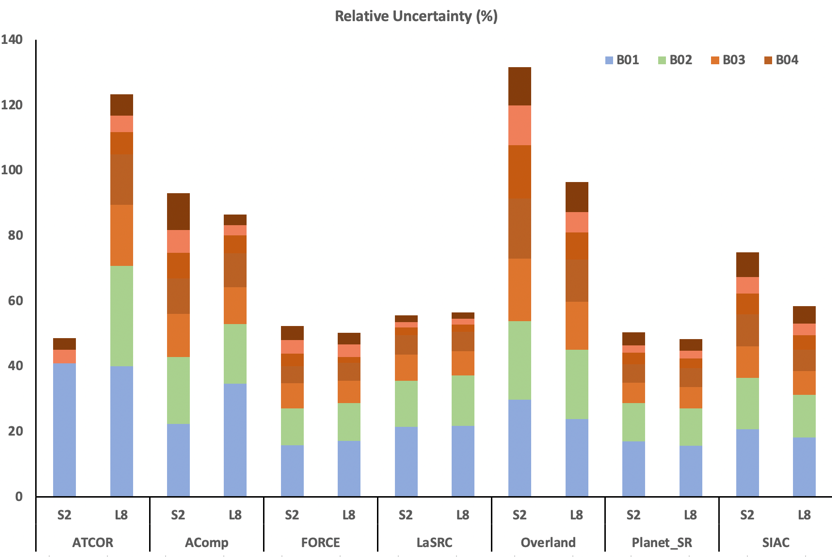 Relative Uncertainty (%)
140
B01 B02 B03 B04
120
100
80
60
40
20
0
S2 L8 S2 L8 S2 L8 S2 L8 S2 L8 S2 L8 S2 L8
ATCOR AComp FORCE LaSRC Overland Planet_SR SIAC